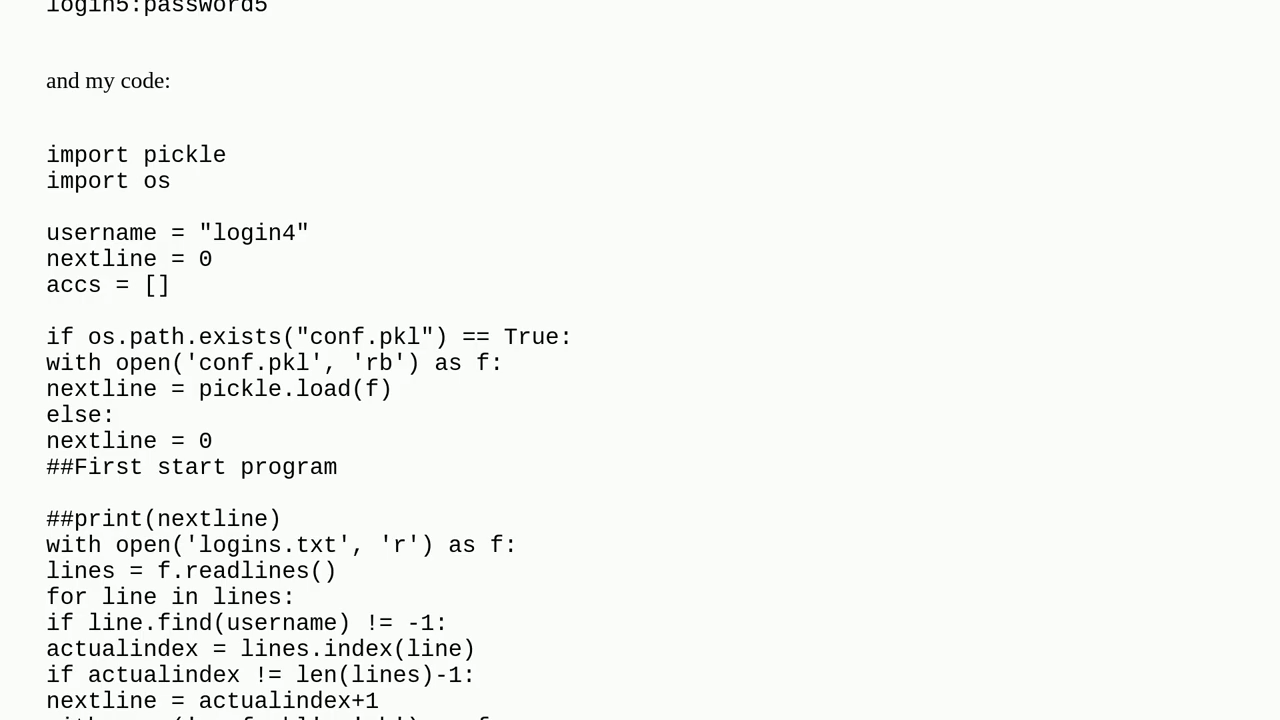 login5:password5
and my code:
import pickle
import os
username = "login4"
nextline = 0
accs = []
if os.path.exists("conf.pkl") == True:
with open('conf.pkl', 'rb') as f:
nextline = pickle.load(f)
else:
nextline = 0
##First start program
##print(nextline)
with open('logins.txt', 'r') as f:
lines = f.readlines()
for line in lines:
if line.find(username) != -1:
actualindex = lines.index(line)
if actualindex != len(lines)-1:
nextline = actualindex+1